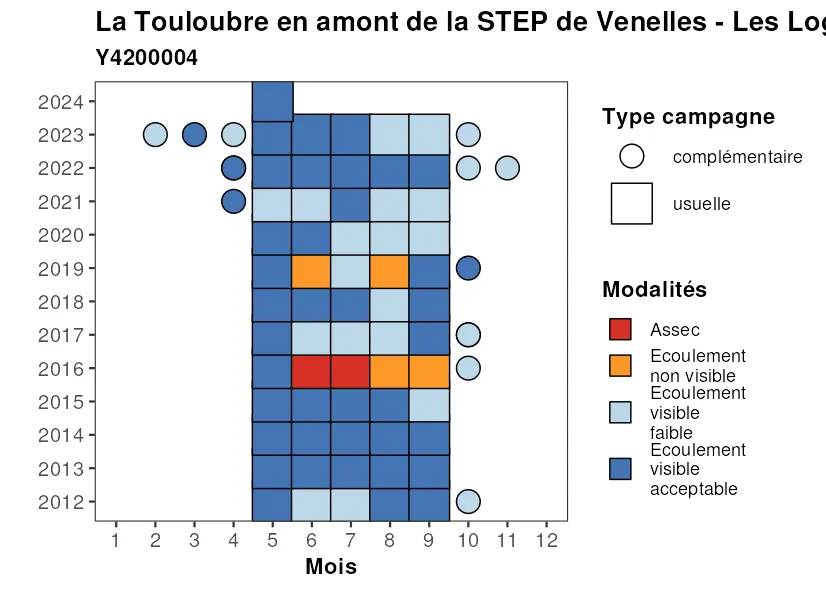 La Touloubre en amont de la STEP de Venelles - Les Log
Y4200004
2024
2023
2022
2021
2020
2019
2018
2017
2016
2015
2014
2013
2012
1 2 3 4 5 6 7 8 9 10 11 12
Mois
Type campagne
complémentaire
usuelle
Modalités
Assec
Ecoulement
non visible
Ecoulement
visible
faible
Ecoulement
visible
acceptable